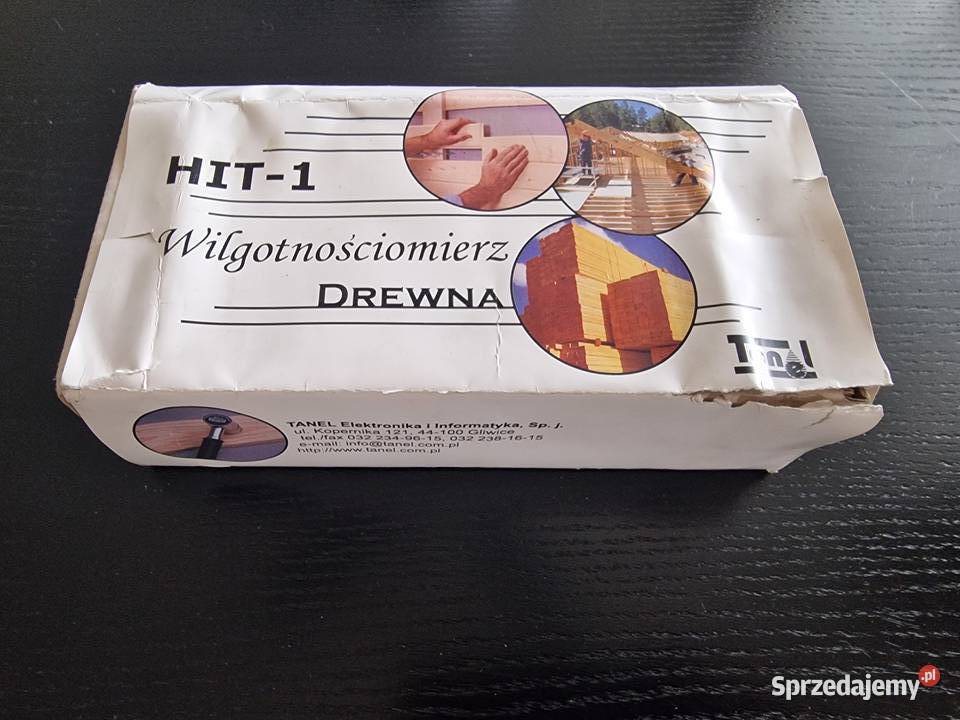 HIT-1
Wilgotnościomierz
DREWNA
Tanel
TANEL Elektronika i Informatyka, Sp. j.
ul. Kopernika 121, 44-100 Gliwice
tel./fax 032 234-96-15, 032 238-16-15
e-mail: info@tanel.com.pl
http://www.tanel.com.pl
Sprzedajemy.pl